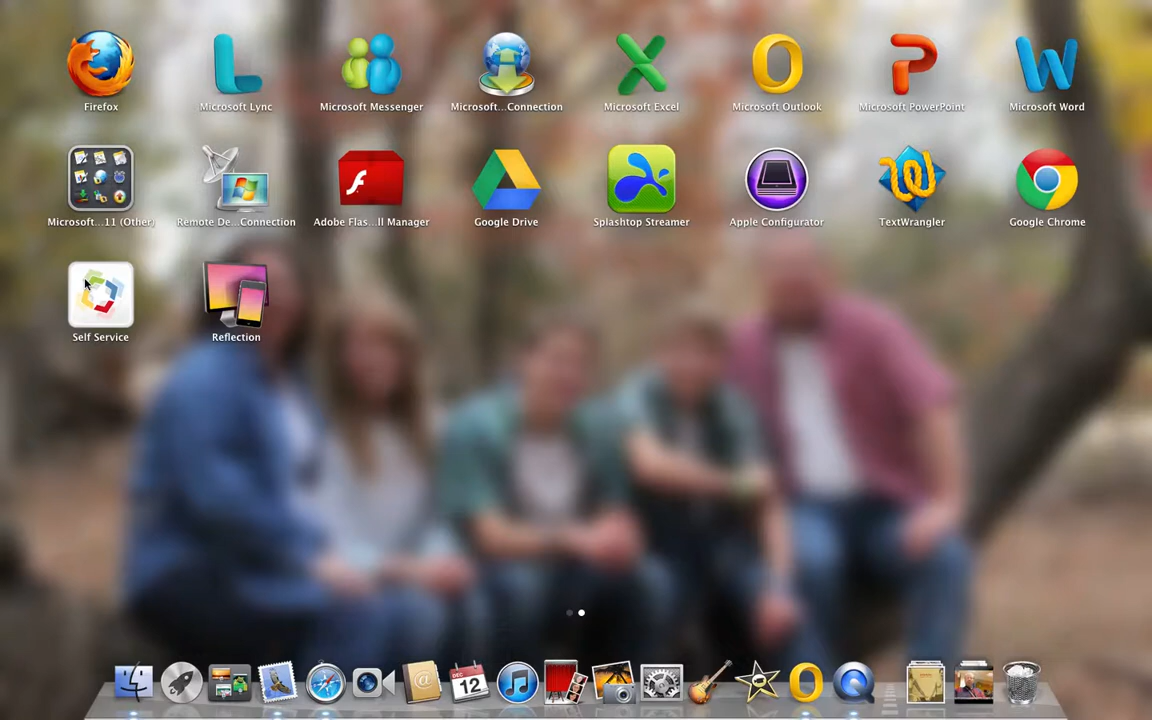 Firefox
Microsoft Lync
Microsoft Messenger
Microsoft...Connection
Microsoft Excel
Microsoft Outlook
Microsoft PowerPoint
Microsoft Word
Microsoft...11 (Other)
Remote De...Connection
Adobe Flas...ll Manager
Google Drive
Splashtop Streamer
Apple Configurator
TextWrangler
Google Chrome
Self Service
Reflection
DEC
12